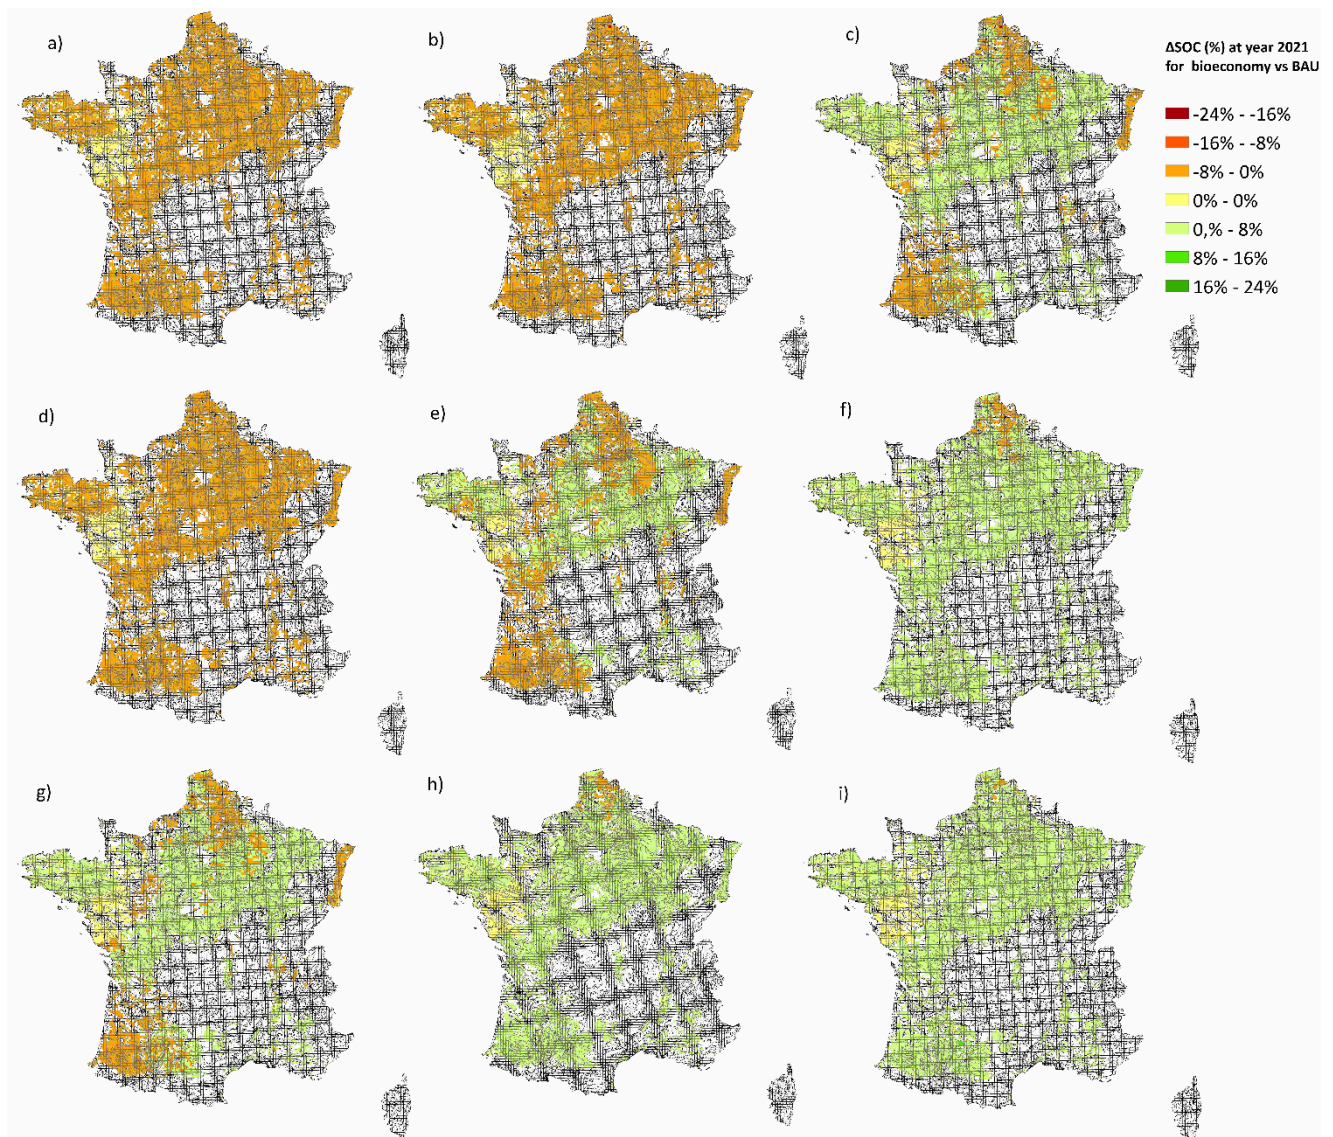 a)
b)
c)
ΔSOC (%) at year 2021
for bioeconomy vs BAU
-24% - -16%
-16% - -8%
-8% - 0%
0% - 0%
0,% - 8%
8% - 16%
16% - 24%
d)
e)
f)
g)
h)
i)